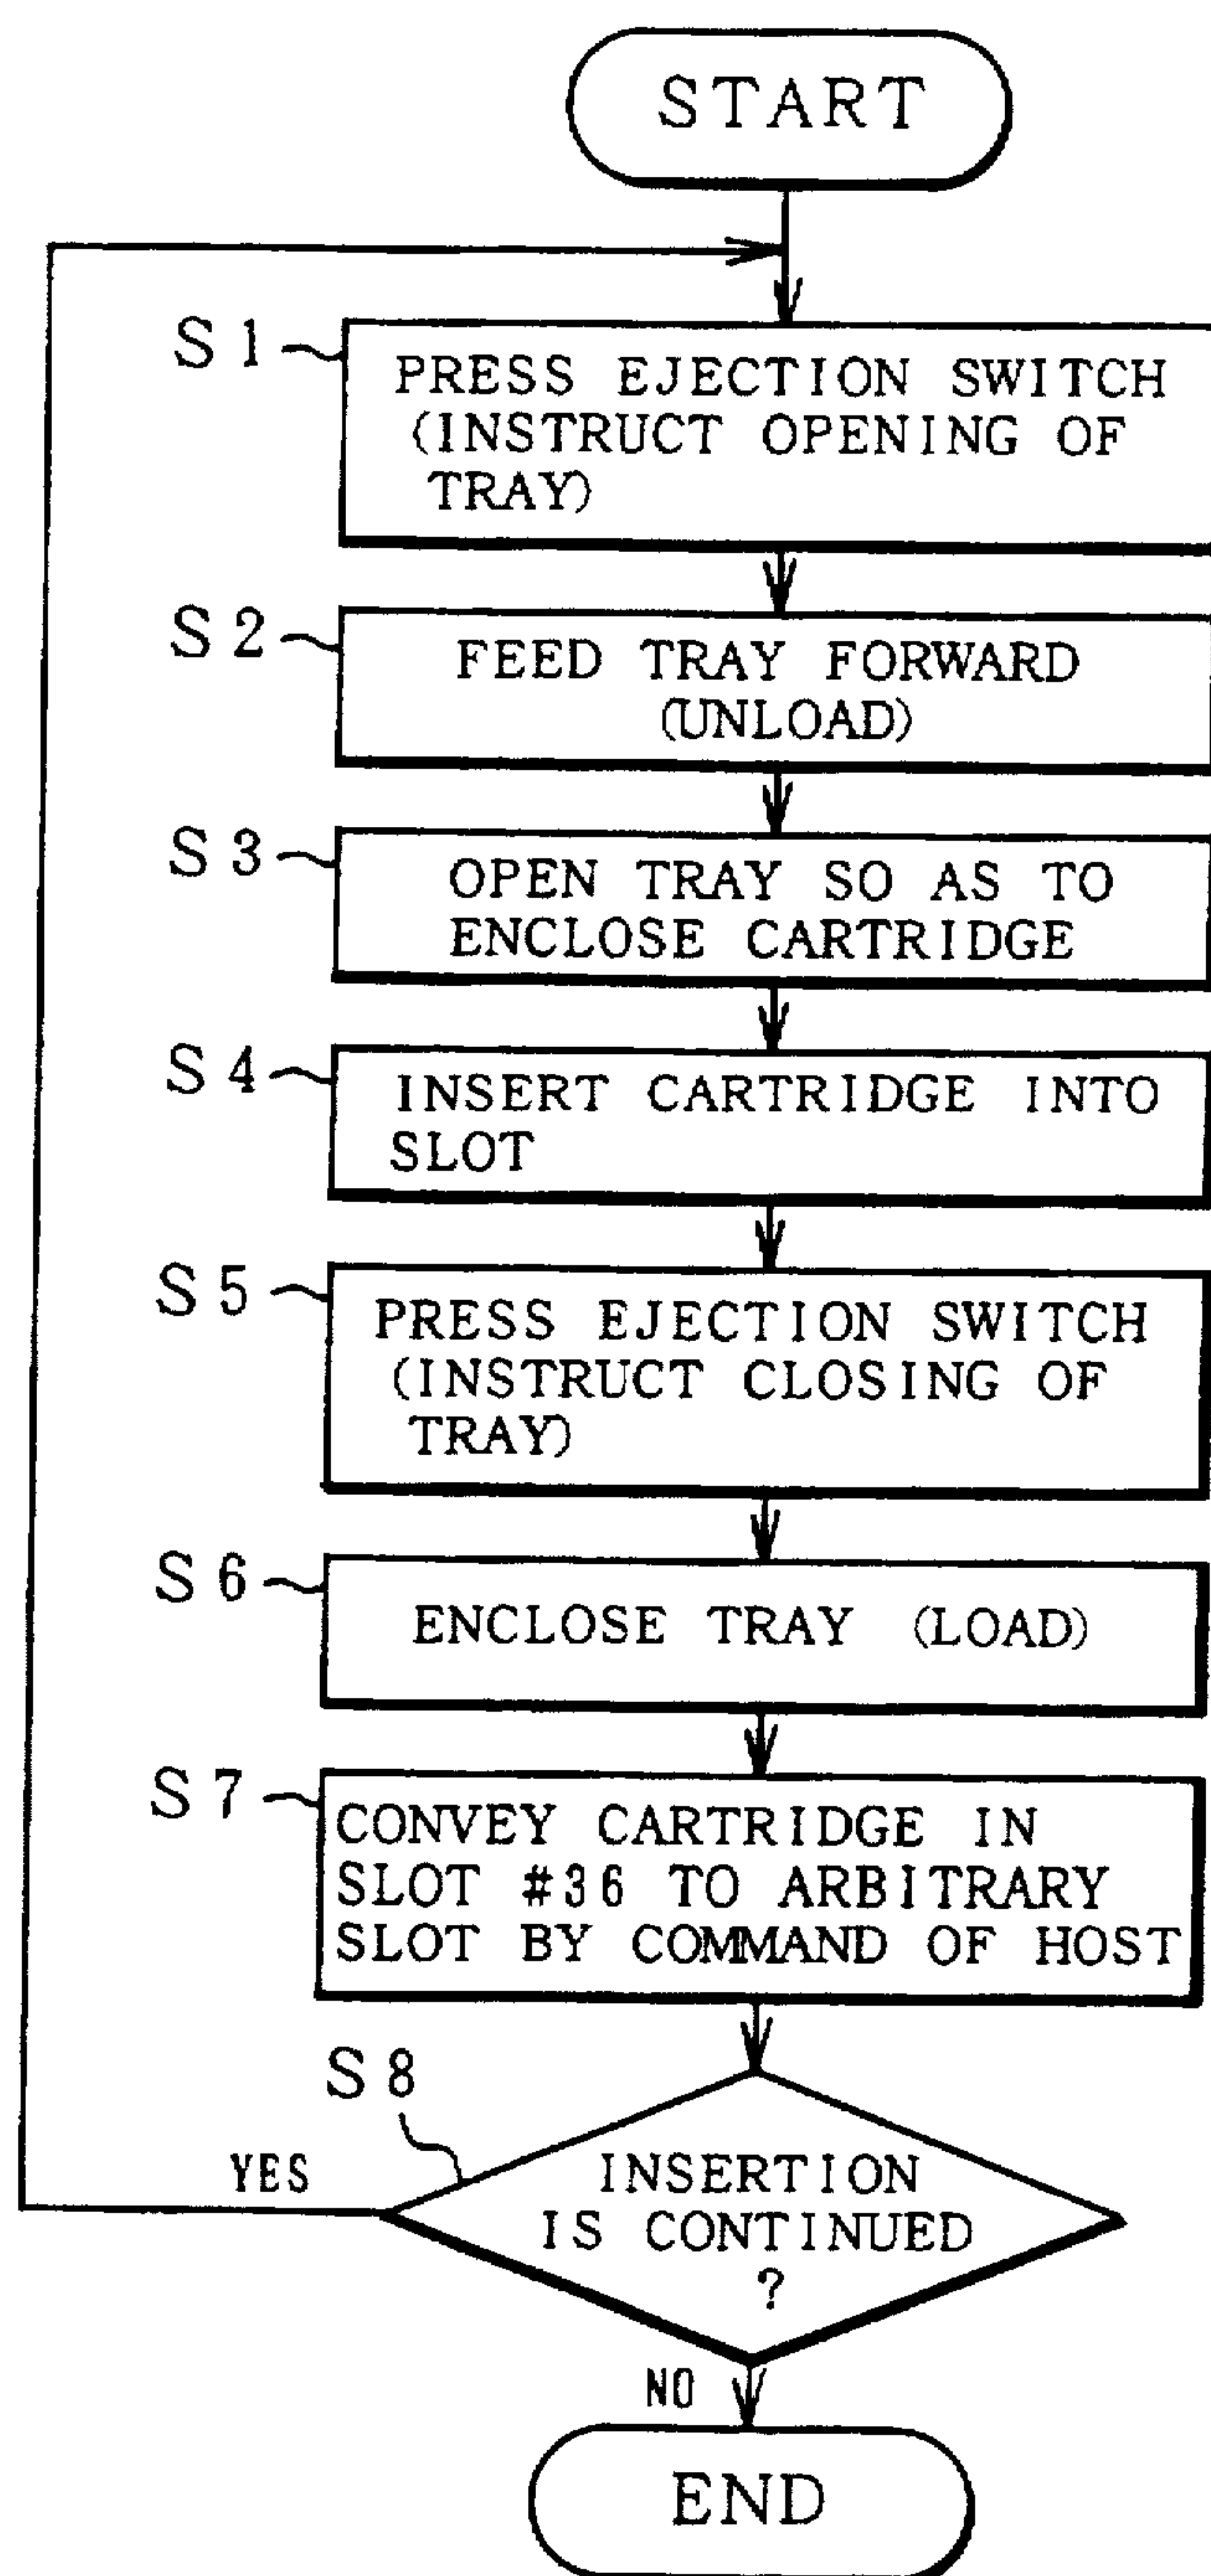 START
S1
PRESS EJECTION SWITCH
(INSTRUCT OPENING OF
TRAY)
S2
FEED TRAY FORWARD
(UNLOAD)
S3
OPEN TRAY SO AS TO
ENCLOSE CARTRIDGE
S4
INSERT CARTRIDGE INTO
SLOT
S5
PRESS EJECTION SWITCH
(INSTRUCT CLOSING OF
TRAY)
S6
ENCLOSE TRAY (LOAD)
S7
CONVEY CARTRIDGE IN
SLOT #36 TO ARBITRARY
SLOT BY COMMAND OF HOST
S8
YES
INSERTION
IS CONTINUED
?
NO
END